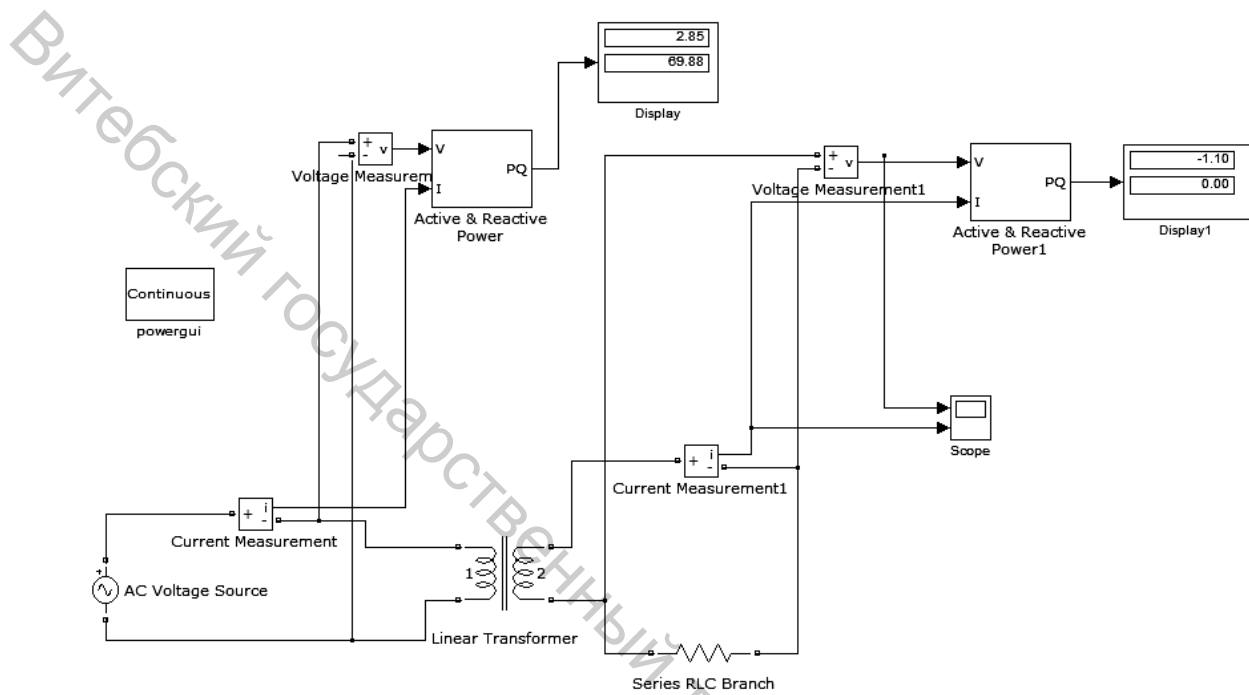 Витебский государственный
2.85
69.88
Display
+
-
v
Voltage Measurem
V
I
PQ
Active & Reactive
Power
+
-
v
Voltage Measurement1
V
I
PQ
Active & Reactive
Power1
-1.10
0.00
Display1
Continuous
powergui
Scope
+
i
-
Current Measurement1
+
i
-
Current Measurement
+
AC Voltage Source
1
2
Linear Transformer
Series RLC Branch